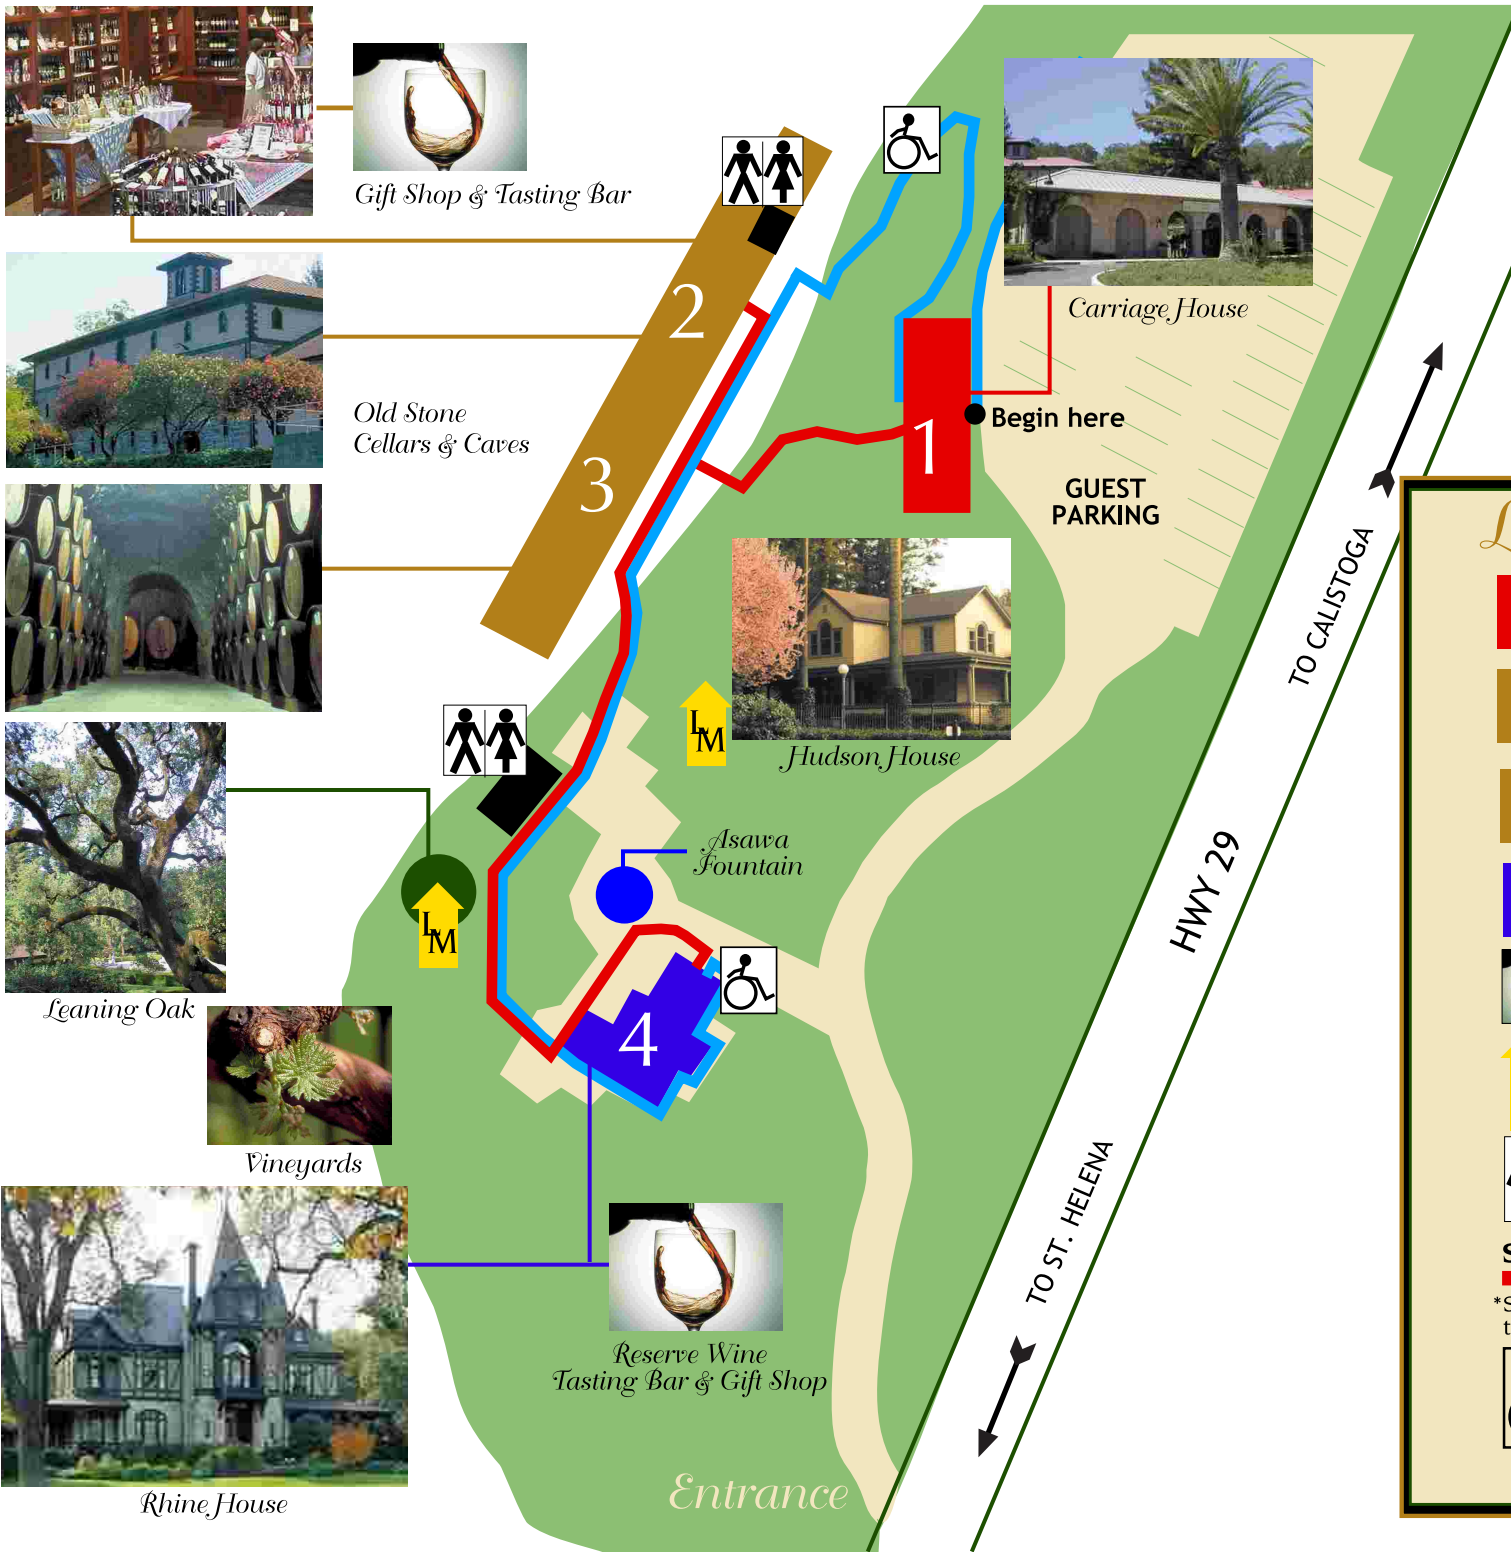 Gift Shop & Tasting Bar
2
Carriage House
Old Stone
Cellars & Caves
1
Begin here
3
GUEST
PARKING
TO CALISTOGA
LM
Hudson House
Asawa
Fountain
HWY 29
LM
Leaning Oak
4
Vineyards
TO ST. HELENA
Reserve Wine
Tasting Bar & Gift Shop
Entrance
Rhine House